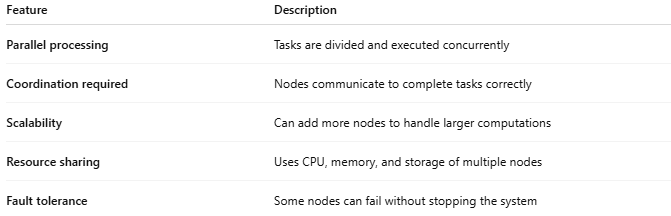 Feature Description
Parallel processing Tasks are divided and executed concurrently
Coordination required Nodes communicate to complete tasks correctly
Scalability Can add more nodes to handle larger computations
Resource sharing Uses CPU, memory, and storage of multiple nodes
Fault tolerance Some nodes can fail without stopping the system